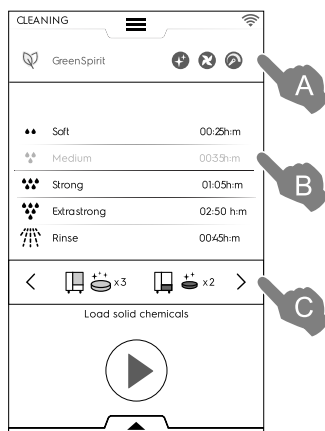 CLEANING
GreenSpirit
A
Soft 00:25h:m
Medium 00:35h:m
B
Strong 01:05h:m
Extrastrong 02:50 h:m
Rinse 00:45h:m
x3 x2
C
Load solid chemicals